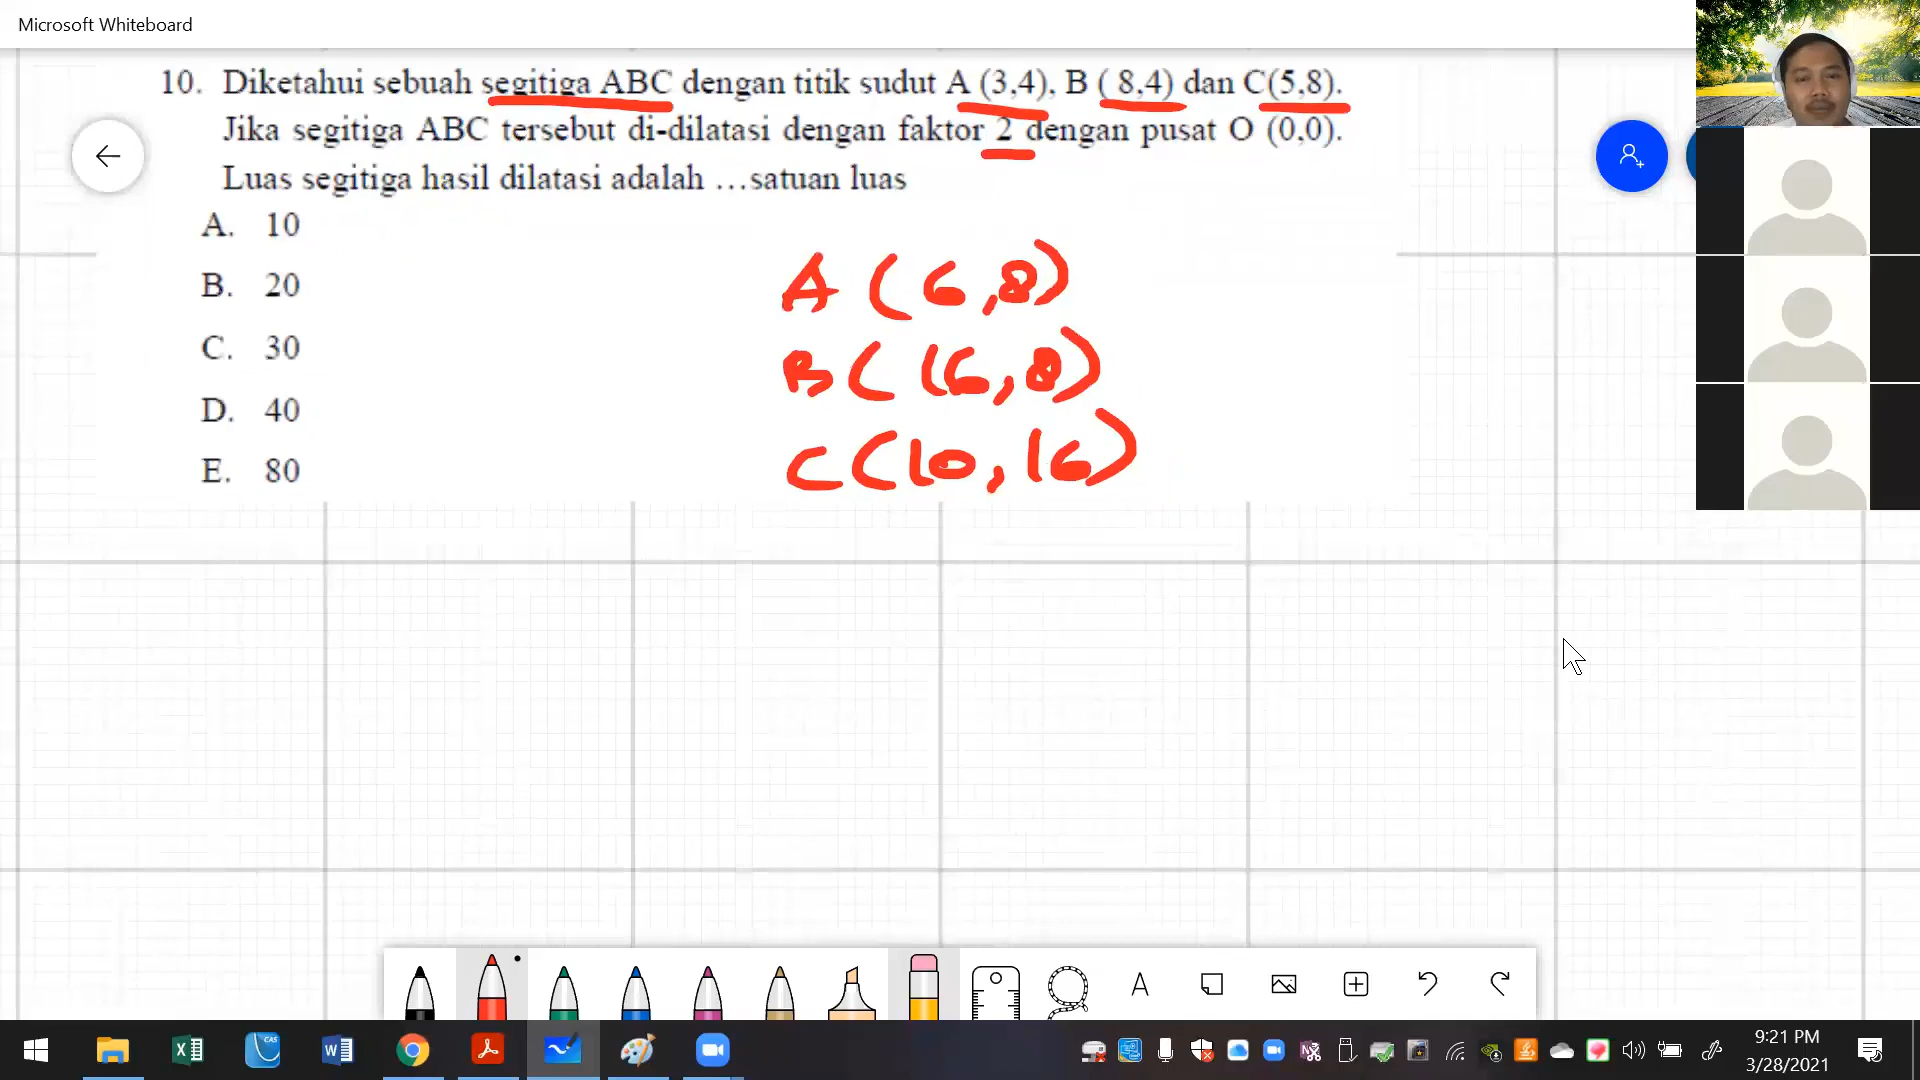 Microsoft Whiteboard
10. Diketahui sebuah segitiga ABC dengan titik sudut A (3,4), B ( 8,4) dan C(5,8).
Jika segitiga ABC tersebut di-dilatasi dengan faktor 2 dengan pusat O (0,0).
Luas segitiga hasil dilatasi adalah ...satuan luas
A. 10
B. 20
C. 30
D. 40
E. 80
A (6,8)
B (16,8)
C (10,16)
9:21 PM
3/28/2021